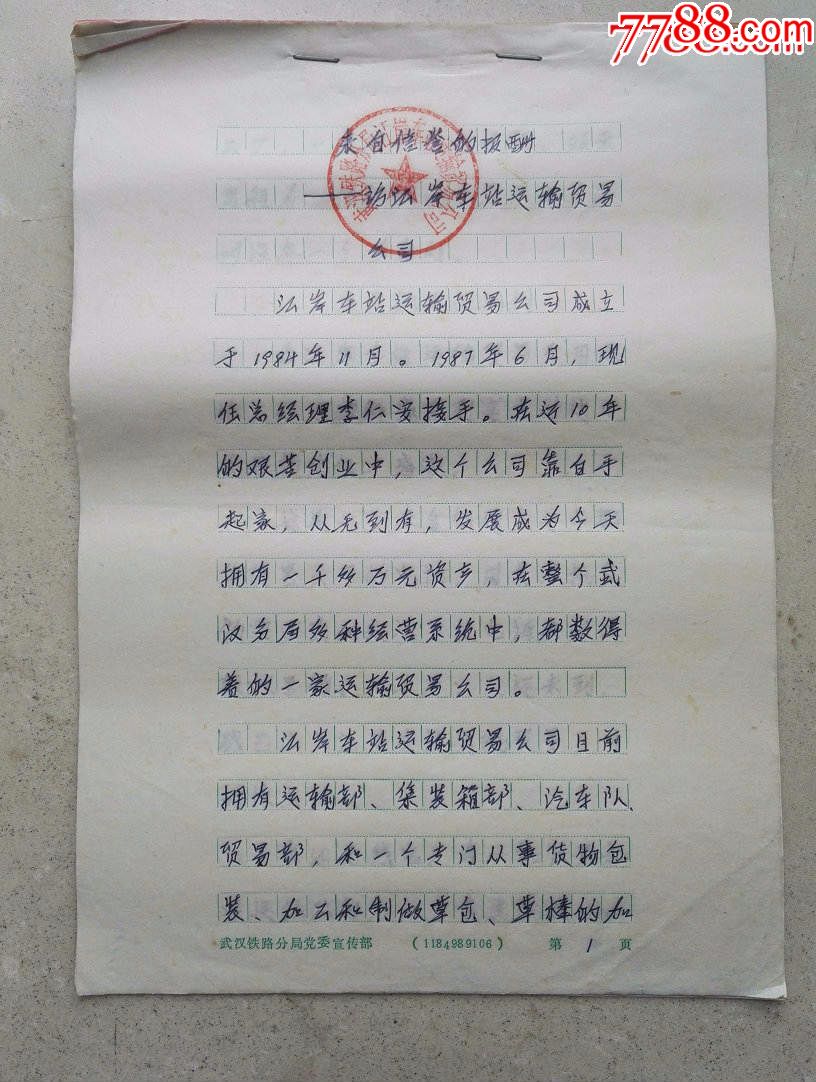 7788.com
来自信誉的报酬
——访江岸车站运输贸易
公司
江岸车站运输贸易公司成立
于1984年11月。1987年6月，现
任总经理李仁安接手。在这10年
的艰苦创业中，这个公司靠白手
起家，从无到有，发展成为今天
拥有一千多万元资产，在整个武
汉分局多种经营系统中，都数得
着的一家运输贸易公司。
江岸车站运输贸易公司目前
拥有运输部、集装箱部、汽车队、
贸易部，和一个专门从事货物包
装、加工和制做草包、草棒的加
武汉铁路分局党委宣传部 (1184989106) 第 1 页